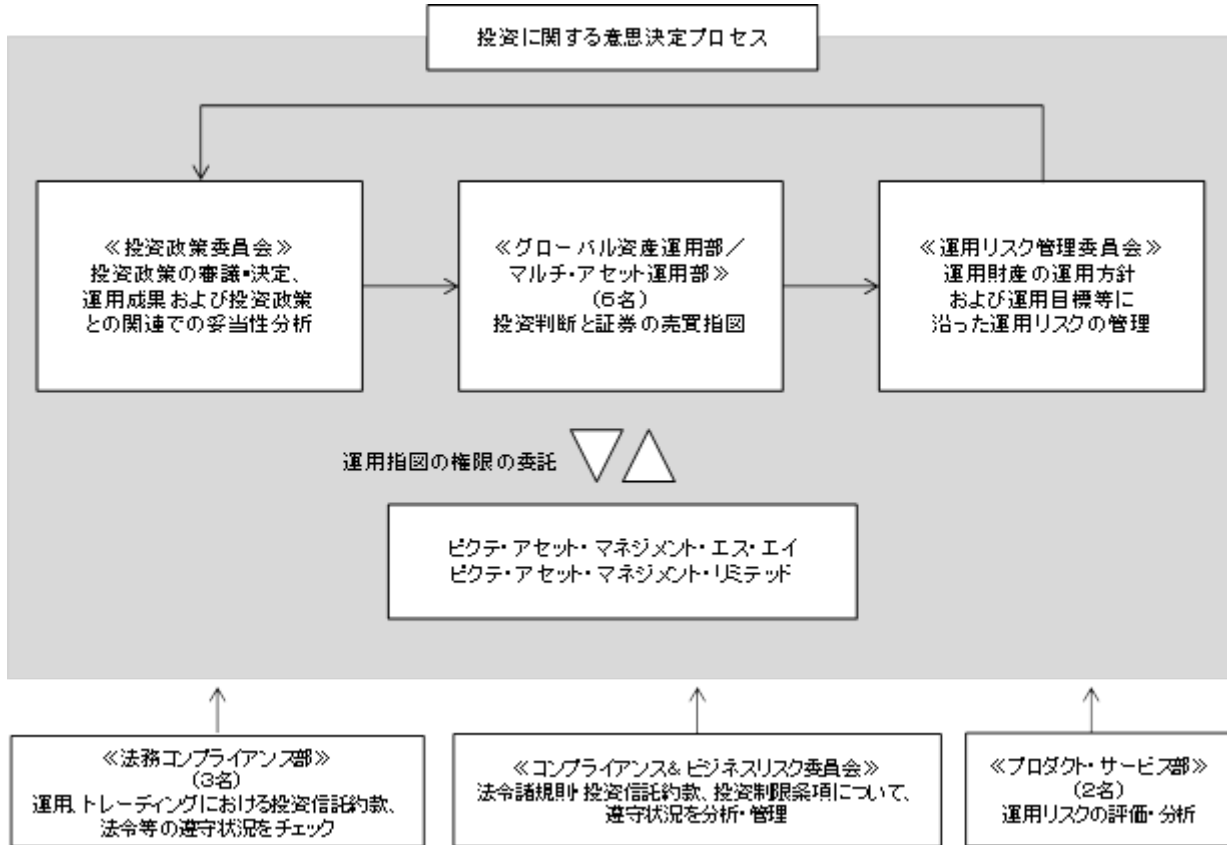 投資に関する意思決定プロセス
≪投資政策委員会≫
投資政策の審議・決定、
運用成果および投資政策
との関連での妥当性分析
≪グローバル資産運用部／
マルチ・アセット運用部≫
(6名)
投資判断と証券の売買指図
≪運用リスク管理委員会≫
運用財産の運用方針
および運用目標等に
沿った運用リスクの管理
運用指図の権限の委託
ピクテ・アセット・マネジメント・エス・エイ
ピクテ・アセット・マネジメント・リミテッド
≪法務コンプライアンス部≫
(3名)
運用、トレーディングにおける投資信託約款、
法令等の遵守状況をチェック
≪コンプライアンス&ビジネスリスク委員会≫
法令諸規則・投資信託約款、投資制限条項について、
遵守状況を分析・管理
≪プロダクト・サービス部≫
(2名)
運用リスクの評価・分析